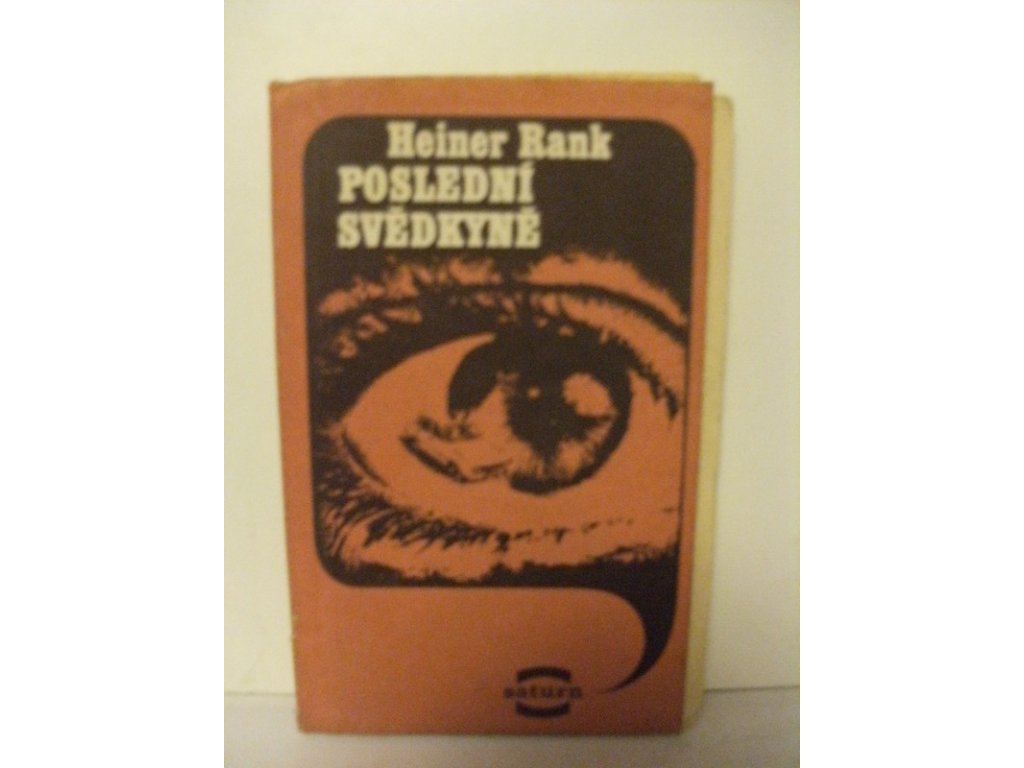 Heiner Rank
POSLEDNÍ
SVĚDKYNĚ
saturn